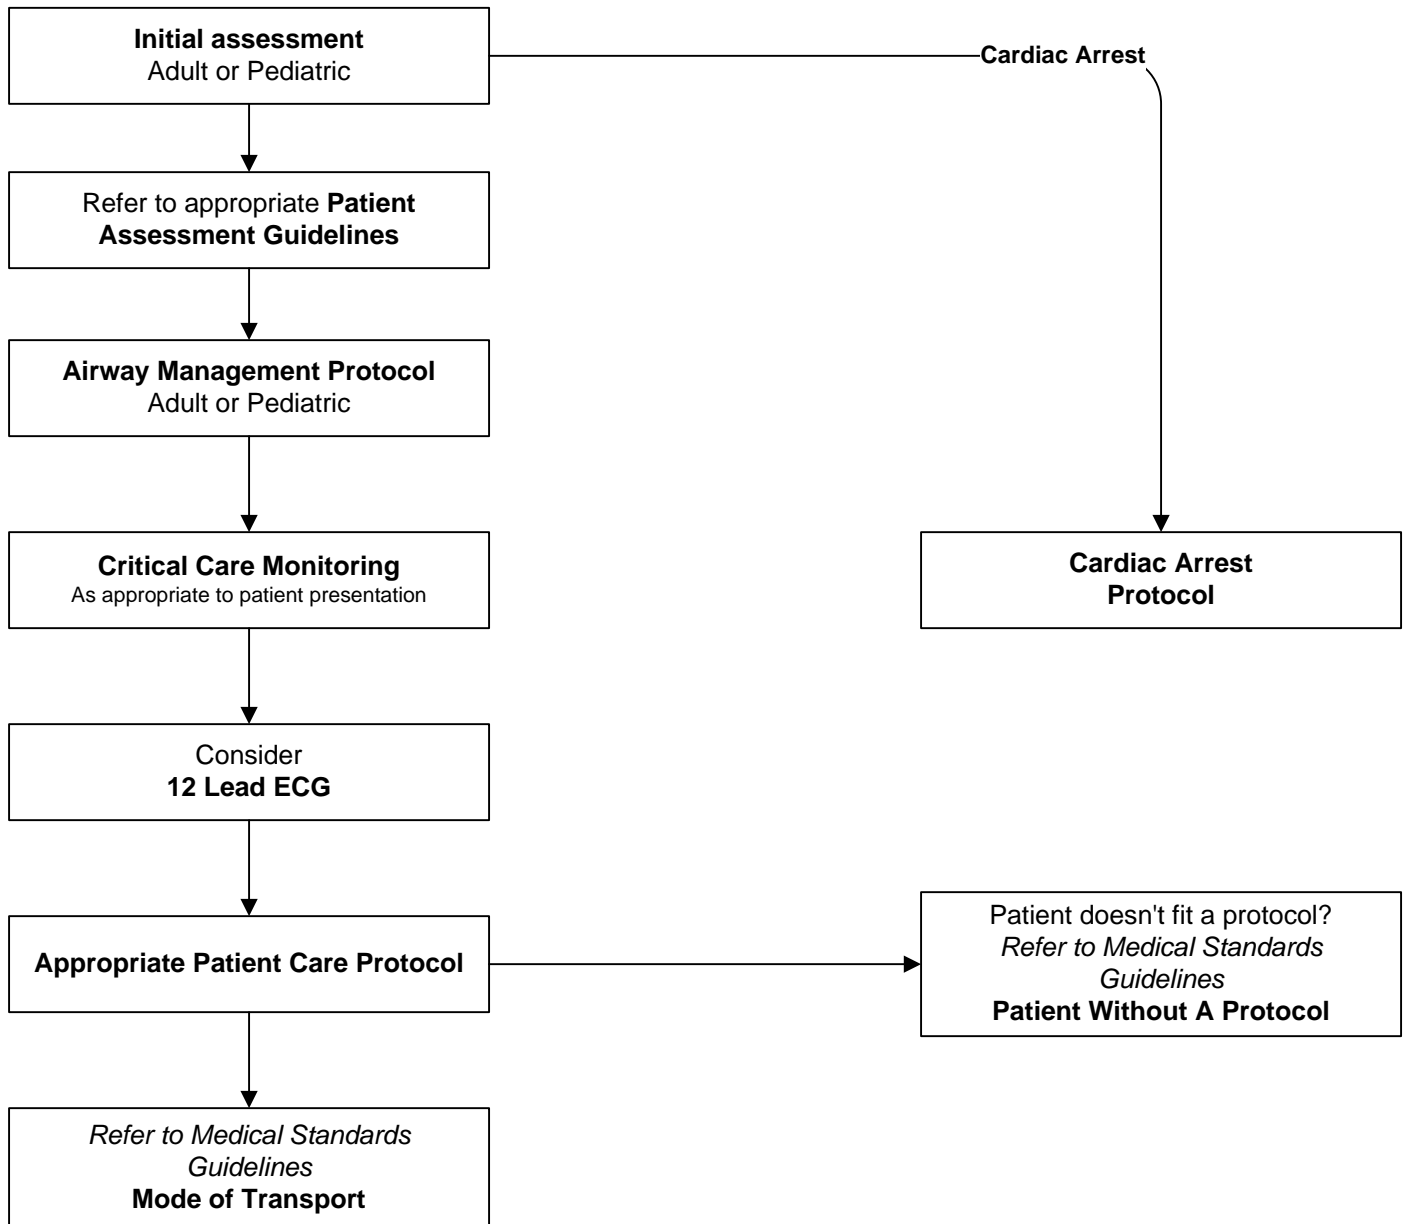 Initial assessment
Adult or Pediatric
Cardiac Arrest
Refer to appropriate Patient
Assessment Guidelines
Airway Management Protocol
Adult or Pediatric
Critical Care Monitoring
As appropriate to patient presentation
Cardiac Arrest
Protocol
Consider
12 Lead ECG
Appropriate Patient Care Protocol
Patient doesn't fit a protocol?
Refer to Medical Standards
Guidelines
Patient Without A Protocol
Refer to Medical Standards
Guidelines
Mode of Transport